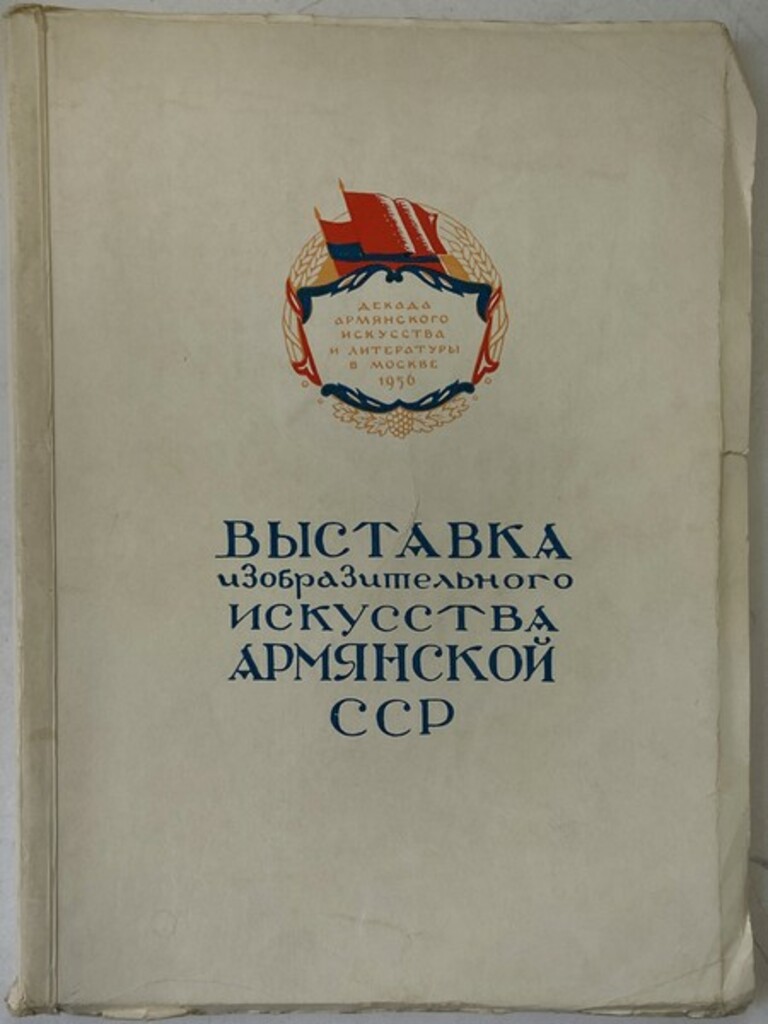 ДЕКАДА
АРМЯНСКОГО
ИСКУССТВА
И ЛИТЕРАТУРЫ
В МОСКВЕ
1956
ВЫСТАВКА
изобразительного
ИСКУССТВА
АРМЯНСКОЙ
ССР